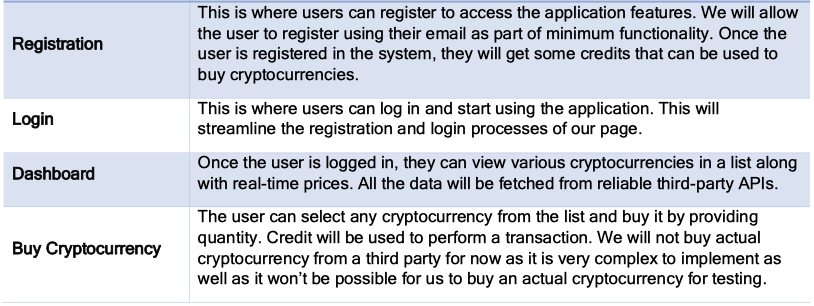 Registration
This is where users can register to access the application features. We will allow
the user to register using their email as part of minimum functionality. Once the
user is registered in the system, they will get some credits that can be used to
buy cryptocurrencies.
Login
This is where users can log in and start using the application. This will
streamline the registration and login processes of our page.
Dashboard
Once the user is logged in, they can view various cryptocurrencies in a list along
with real-time prices. All the data will be fetched from reliable third-party APIs.
Buy Cryptocurrency
The user can select any cryptocurrency from the list and buy it by providing
quantity. Credit will be used to perform a transaction. We will not buy actual
cryptocurrency from a third party for now as it is very complex to implement as
well as it won’t be possible for us to buy an actual cryptocurrency for testing.